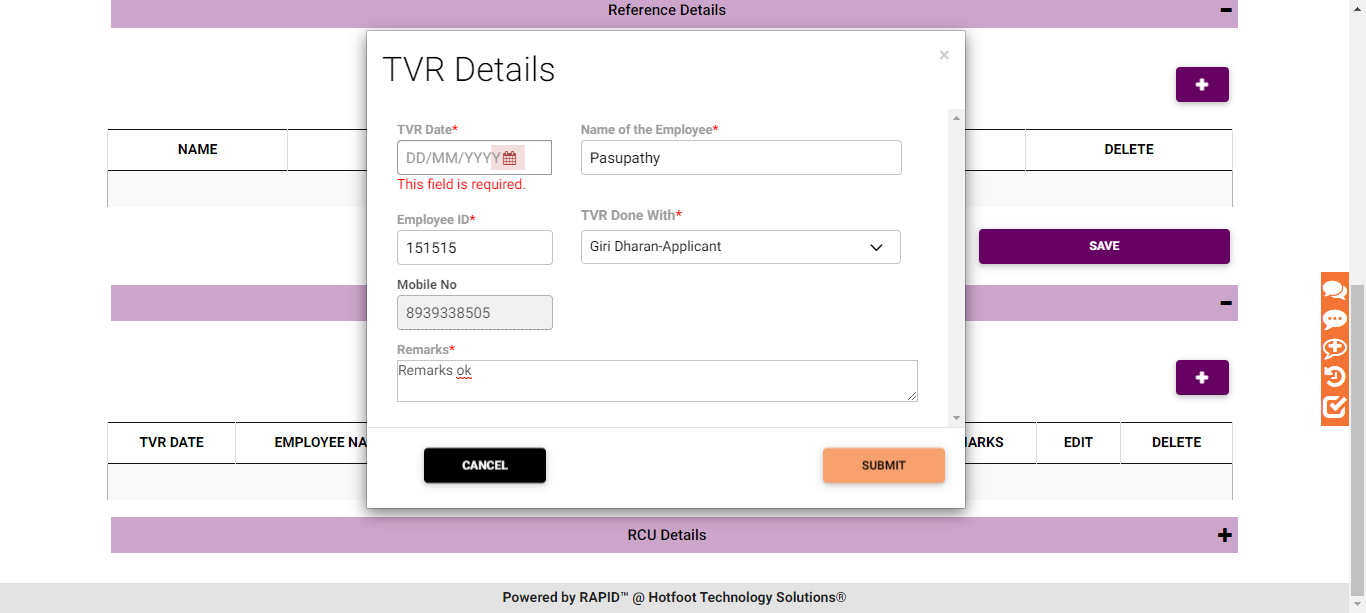 Reference Details
TVR Details
×
TVR Date*
Name of the Employee*
DD/MM/YYYY
Pasupathy
This field is required.
NAME
DELETE
Employee ID*
TVR Done With*
151515
Giri Dharan-Applicant
SAVE
Mobile No
8939338505
Remarks*
Remarks ok
TVR DATE
EMPLOYEE NA
ARKS
EDIT
DELETE
CANCEL
SUBMIT
RCU Details
Powered by RAPID™ @ Hotfoot Technology Solutions®